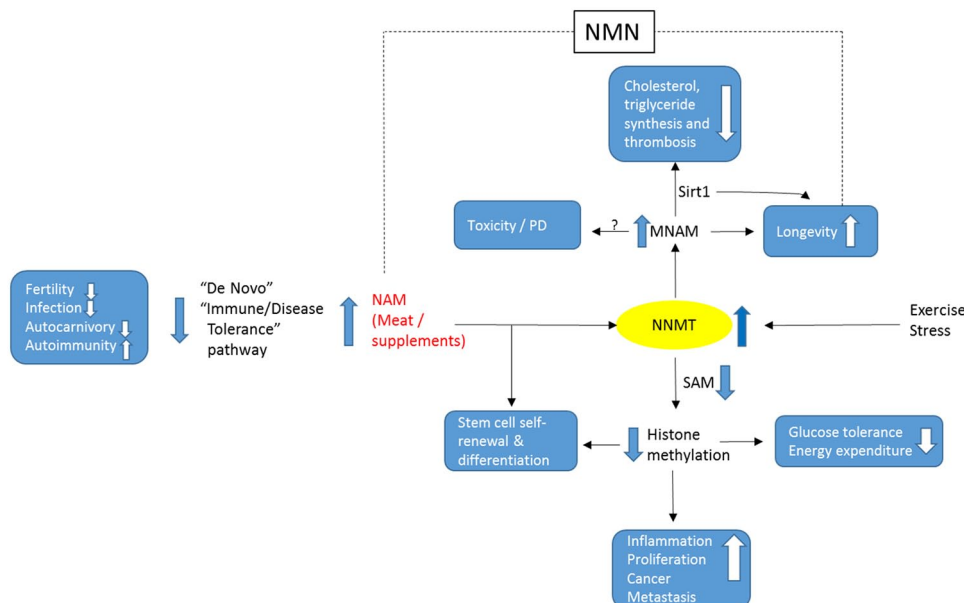 NMN
Cholesterol,
triglyceride
synthesis and
thrombosis
Sirt1
Toxicity / PD
?
MNAM
Longevity
Fertility
Infection
Autocarnivory
Autoimmunity
“De Novo”
“Immune/Disease
Tolerance”
pathway
NAM
(Meat /
supplements)
NNMT
Exercise
Stress
SAM
Stem cell self-
renewal &
differentiation
Histone
methylation
Glucose tolerance
Energy expenditure
Inflammation
Proliferation
Cancer
Metastasis